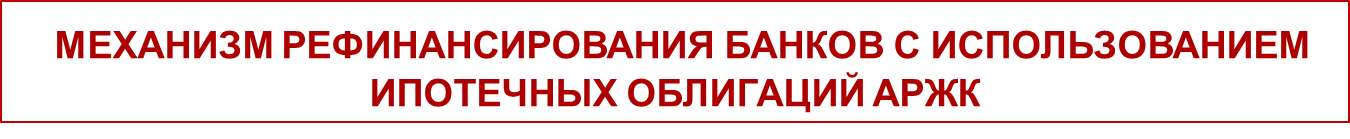 МЕХАНИЗМ РЕФИНАНСИРОВАНИЯ БАНКОВ С ИСПОЛЬЗОВАНИЕМ
ИПОТЕЧНЫХ ОБЛИГАЦИЙ АРЖК